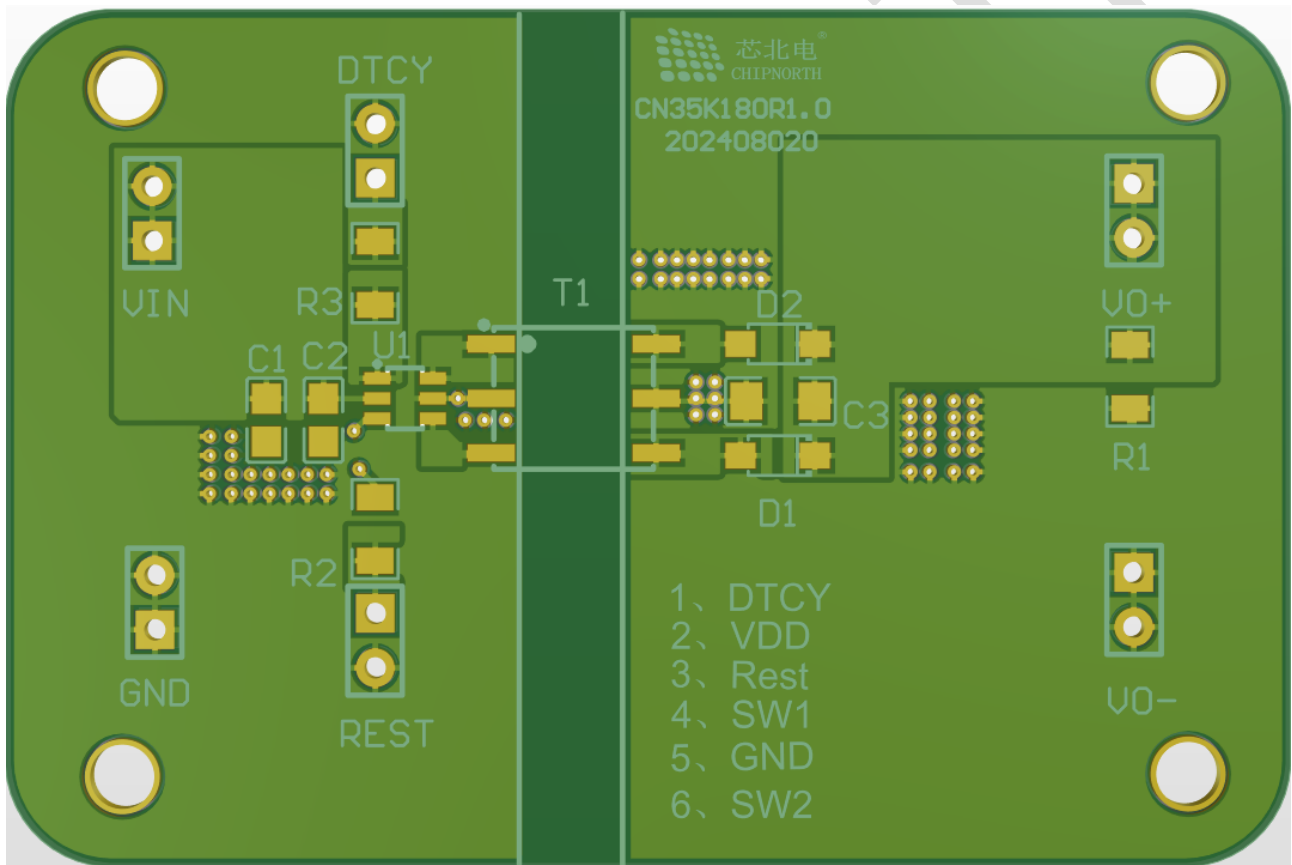 DTCY
芯北电®
CHIPNORTH
CN35K180R1.0
202408020
VIN
R3
T1
D2
VO+
C1
C2
U1
C3
R1
D1
R2
GND
REST
VO-
1、DTCY
2、VDD
3、Rest
4、SW1
5、GND
6、SW2